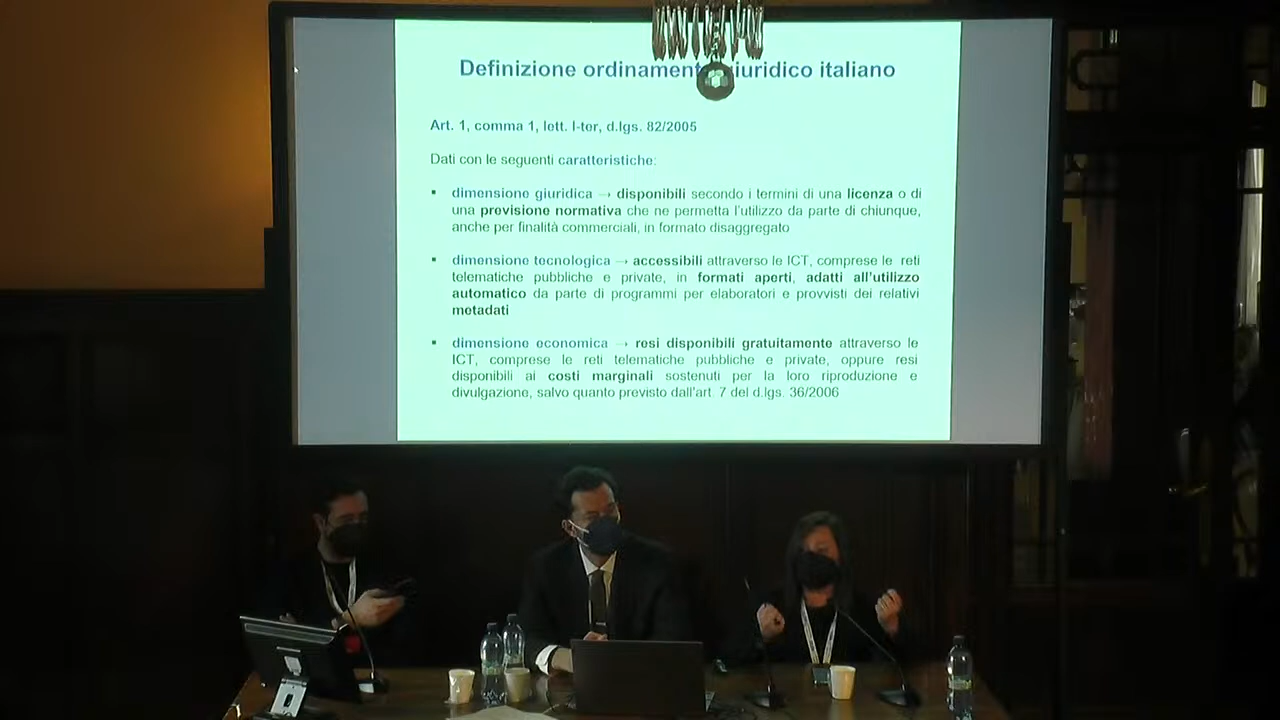 Definizione ordinamento giuridico italiano
Art. 1, comma 1, lett. l-ter, d.lgs. 82/2005
Dati con le seguenti caratteristiche:
▪ dimensione giuridica → disponibili secondo i termini di una licenza o di
una previsione normativa che ne permetta l'utilizzo da parte di chiunque,
anche per finalità commerciali, in formato disaggregato
▪ dimensione tecnologica → accessibili attraverso le ICT, comprese le reti
telematiche pubbliche e private, in formati aperti, adatti all'utilizzo
automatico da parte di programmi per elaboratori e provvisti dei relativi
metadati
▪ dimensione economica → resi disponibili gratuitamente attraverso le
ICT, comprese le reti telematiche pubbliche e private, oppure resi
disponibili ai costi marginali sostenuti per la loro riproduzione e
divulgazione, salvo quanto previsto dall'art. 7 del d.lgs. 36/2006